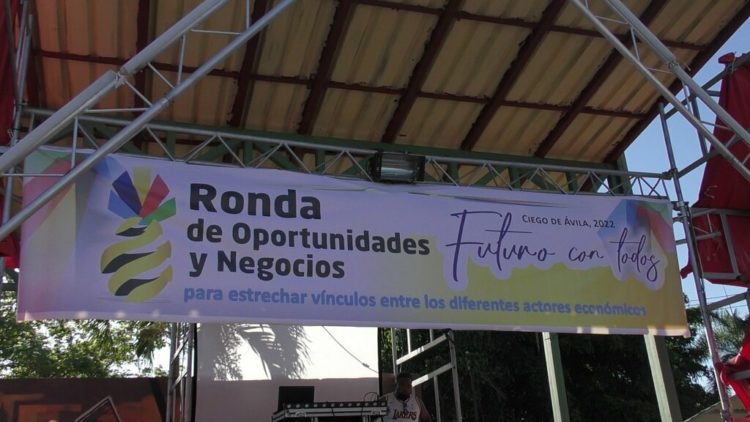 Ronda
de Oportunidades
y Negocios
CIEGO DE ÁVILA, 2022
Futuro con todos
para estrechar vínculos entre los diferentes actores económicos
LAKERS